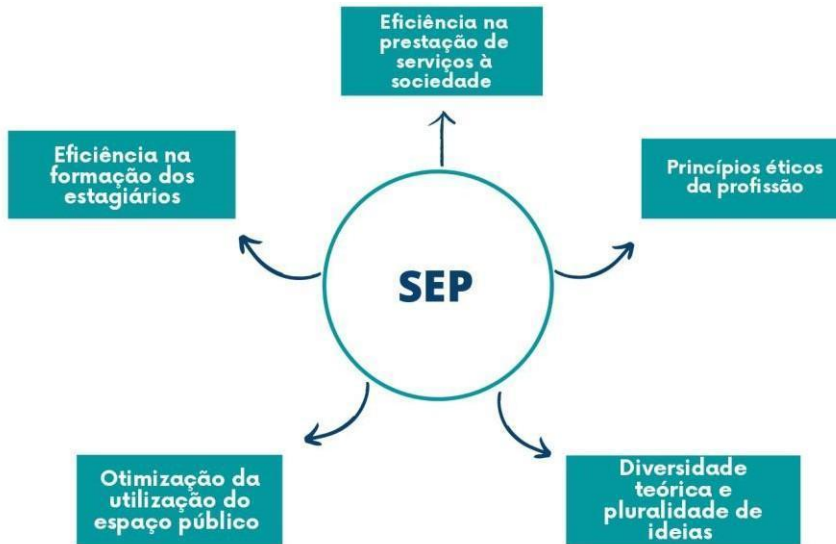 Eficiência na
prestação de
serviços à
sociedade
Eficiência na
formação dos
estagiários
Princípios éticos
da profissão
SEP
Otimização da
utilização do
espaço público
Diversidade
teórica e
pluralidade de
ideias